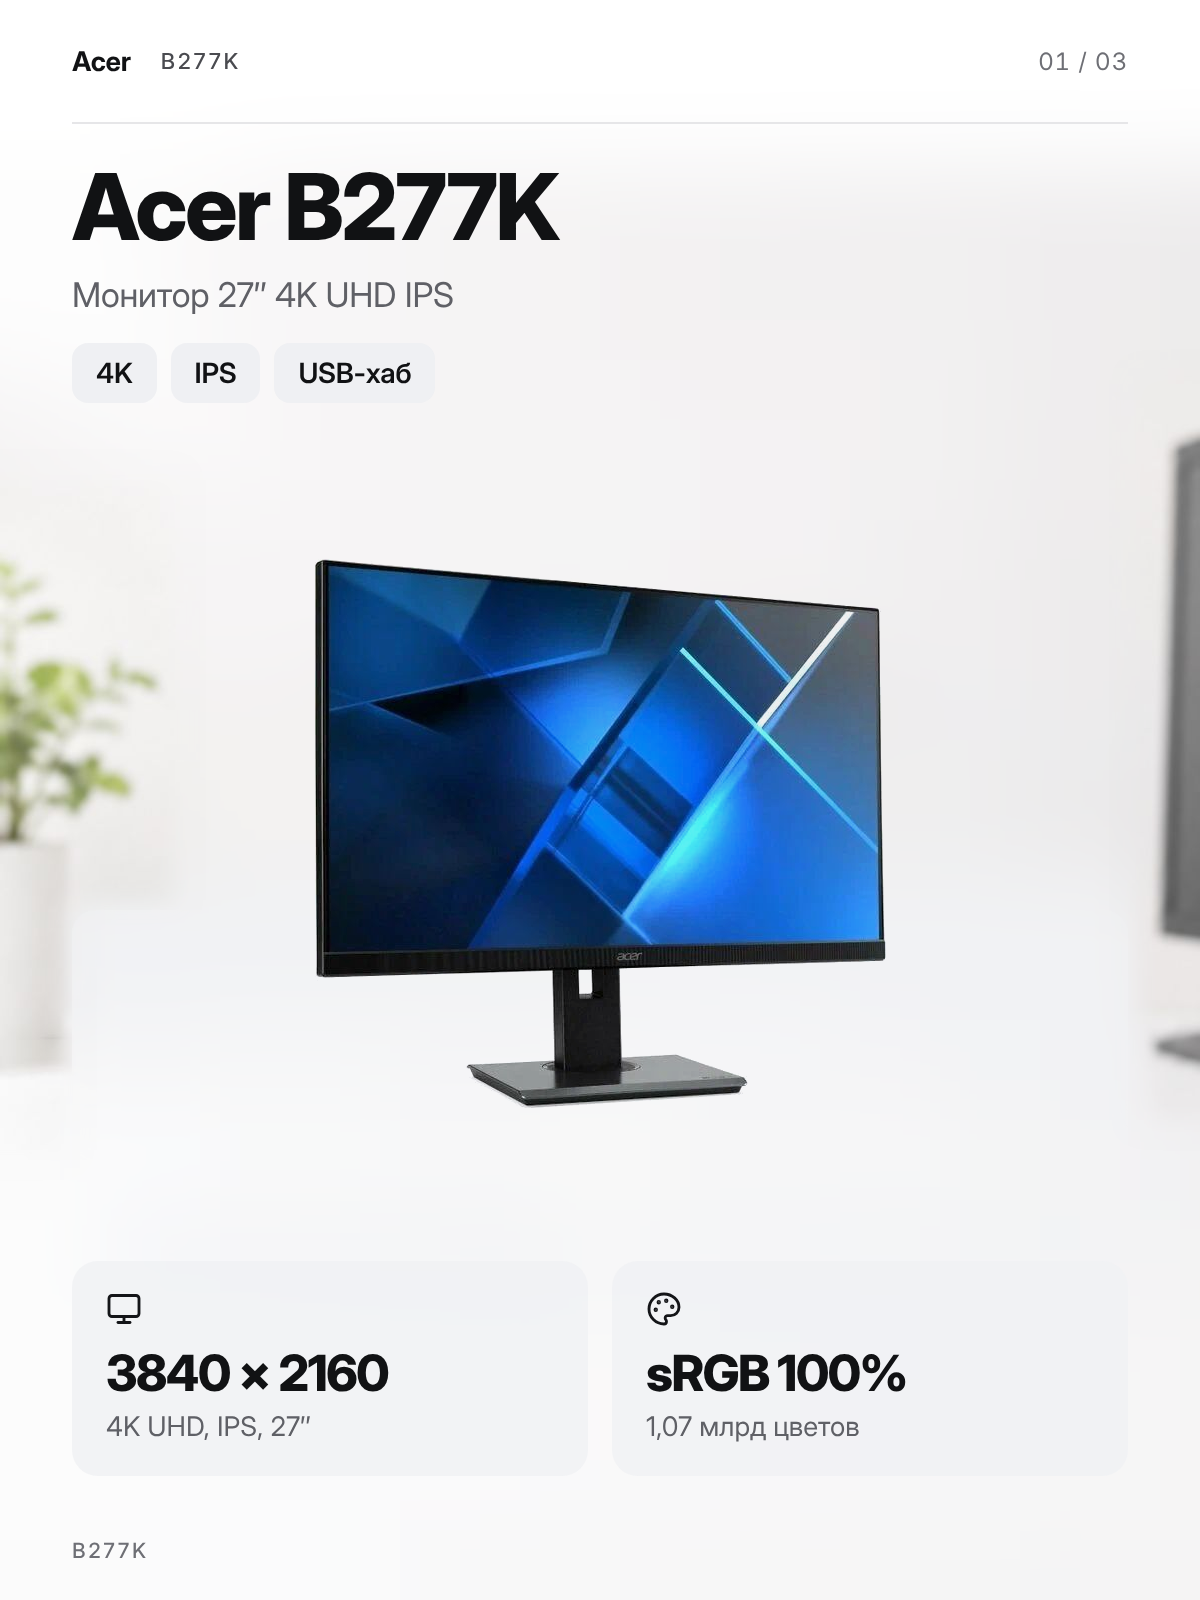 Acer B277K 01 / 03
Acer B277K
Монитор 27″ 4K UHD IPS
4K IPS USB-хаб
acer
3840 × 2160
4K UHD, IPS, 27″
sRGB 100%
1,07 млрд цветов
B277K